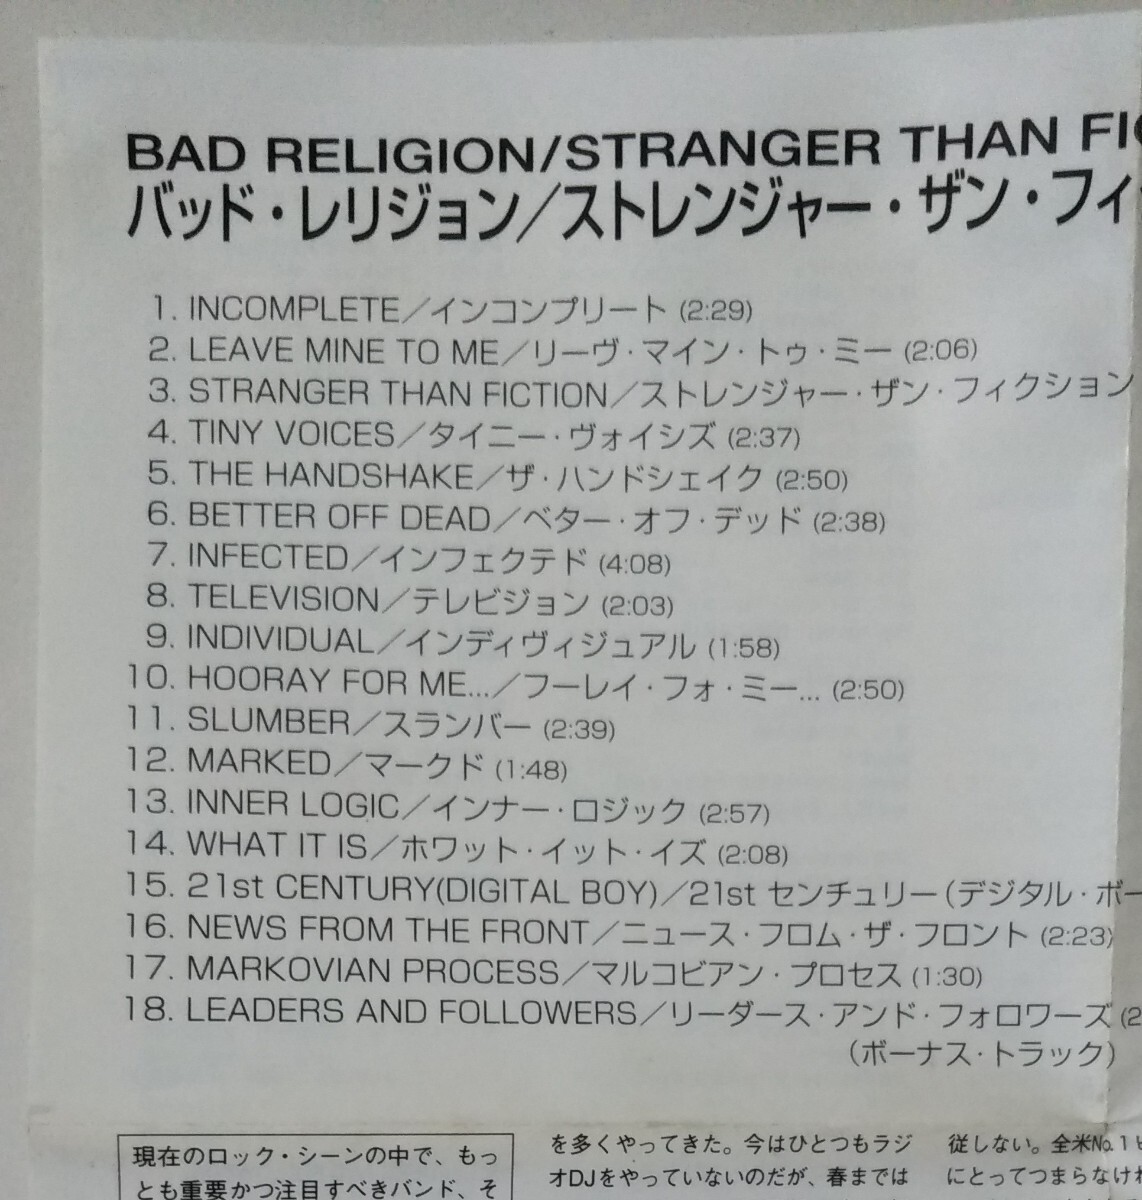 BAD RELIGION/STRANGER THAN
バッド・レリジョン／ストレンジャー・ザン・フィ
1. INCOMPLETE／インコンプリート (2:29)
2. LEAVE MINE TO ME／リーヴ・マイン・トゥ・ミー (2:06)
3. STRANGER THAN FICTION／ストレンジャー・ザン・フィクション
4. TINY VOICES／タイニー・ヴォイシズ (2:37)
5. THE HANDSHAKE／ザ・ハンドシェイク (2:50)
6. BETTER OFF DEAD／ベター・オフ・デッド (2:38)
7. INFECTED／インフェクテド (4:08)
8. TELEVISION／テレビジョン (2:03)
9. INDIVIDUAL／インディヴィジュアル (1:58)
10. HOORAY FOR ME...／フーレイ・フォ・ミー... (2:50)
11. SLUMBER／スランバー (2:39)
12. MARKED／マークド (1:48)
13. INNER LOGIC／インナー・ロジック (2:57)
14. WHAT IT IS／ホワット・イット・イズ (2:08)
15. 21st CENTURY(DIGITAL BOY)／21st センチュリー（デジタル・ボー
16. NEWS FROM THE FRONT／ニュース・フロム・ザ・フロント (2:23)
17. MARKOVIAN PROCESS／マルコビアン・プロセス (1:30)
18. LEADERS AND FOLLOWERS／リーダース・アンド・フォロワーズ (2
（ボーナス・トラック）
現在のロック・シーンの中で、もっ
とも重要かつ注目すべきバンド、そ
を多くやってきた。今はひとつもラジ
オDJをやっていないのだが、春までは
従しない。全米No.1ヒ
にとってつまらなけ